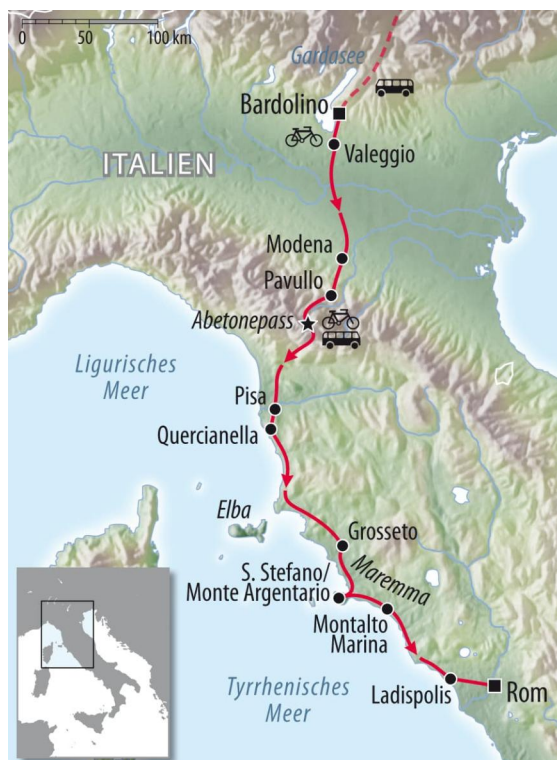 0 50 100 km
Gardasee
Bardolino
Valeggio
ITALIEN
Modena
Pavullo
Abetonepass
Ligurisches
Meer
Pisa
Quercianella
Elba
Grosseto
Maremma
S. Stefano/
Monte Argentario
Montalto
Marina
Tyrrhenisches
Meer
Ladispolis
Rom